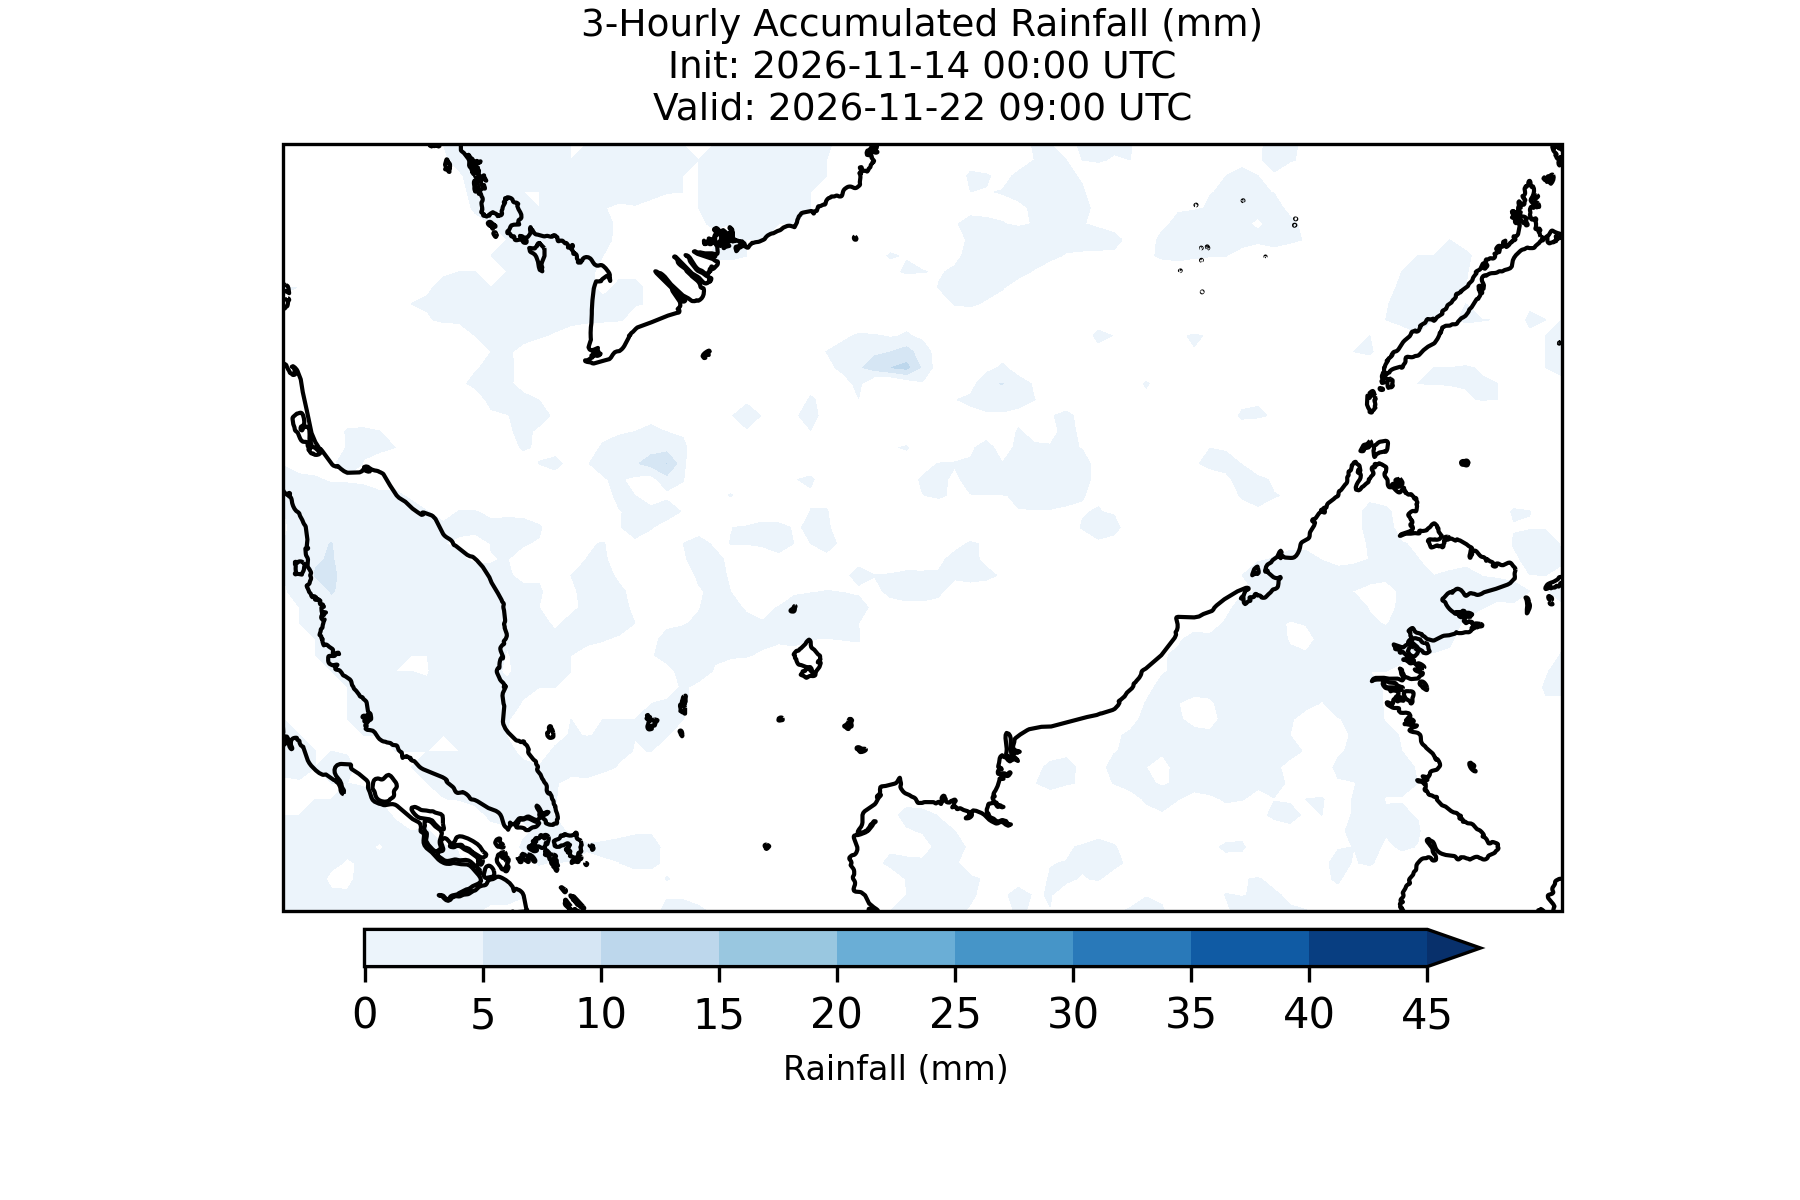 3-Hourly Accumulated Rainfall (mm)
Init: 2026-11-14 00:00 UTC
Valid: 2026-11-22 09:00 UTC
0 5 10 15 20 25 30 35 40 45
Rainfall (mm)